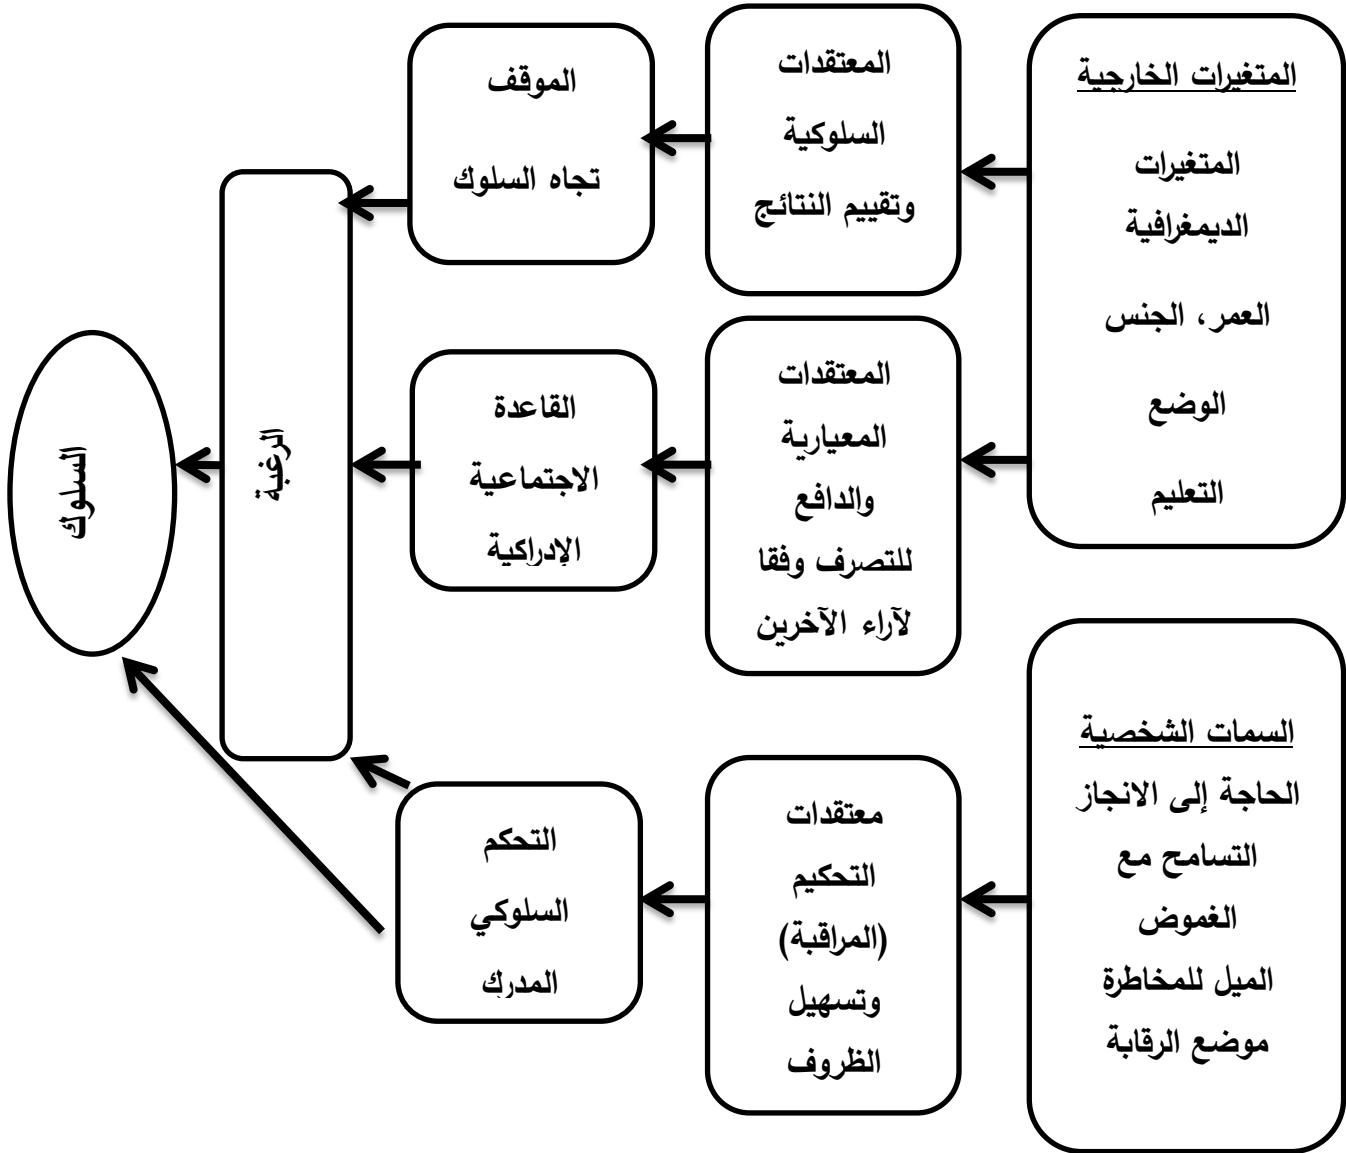 المتغيرات الخارجية
المتغيرات
الديمغرافية
العمر، الجنس
الوضع
التعليم
السمات الشخصية
الحاجة إلى الانجاز
التسامح مع
الغموض
الميل للمخاطرة
موضع الرقابة
المعتقدات
السلوكية
وتقييم النتائج
المعتقدات
المعيارية
والدافع
للتصرف وفقا
لآراء الآخرين
معتقدات
التحكيم
(المراقبة)
وتسهيل
الظروف
الموقف
تجاه السلوك
القاعدة
الاجتماعية
الإدراكية
التحكم
السلوكي
المدرك
الرغبة
السلوك